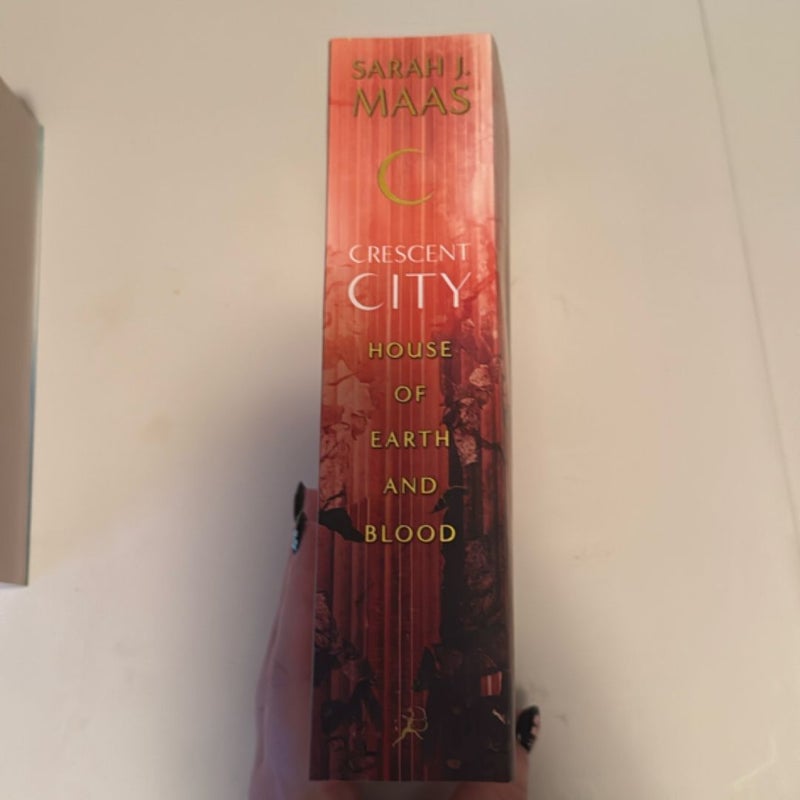 SARAH J.
MAAS
CRESCENT
CITY
HOUSE
OF
EARTH
AND
BLOOD